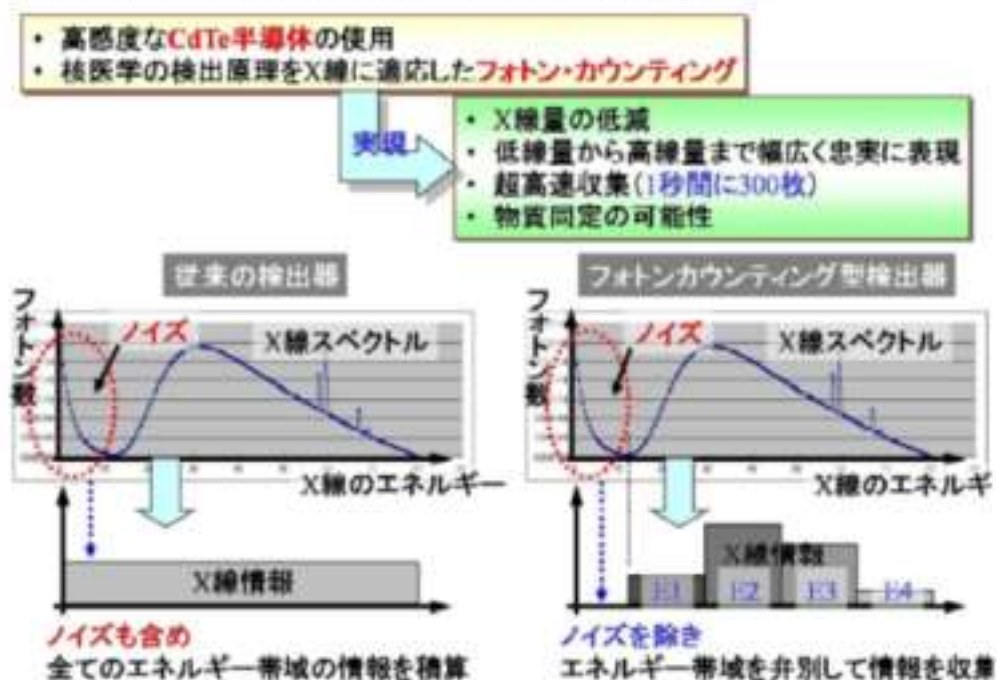 ・ 高感度なCdTe半導体の使用
・ 核医学の検出原理をX線に適応したフォトン・カウンティング
実現
・ X線量の低減
・ 低線量から高線量まで幅広く忠実に表現
・ 超高速収集(1秒間に300枚)
・ 物質同定の可能性
従来の検出器
フォトン数
ノイズ
X線スペクトル
X線のエネルギー
X線情報
ノイズも含め
全てのエネルギー帯域の情報を積算
フォトンカウンティング型検出器
フォトン数
ノイズ
X線スペクトル
X線のエネルギ
X線情報
E1 E2 E3 E4
ノイズを除き
エネルギー帯域を弁別して情報を収集